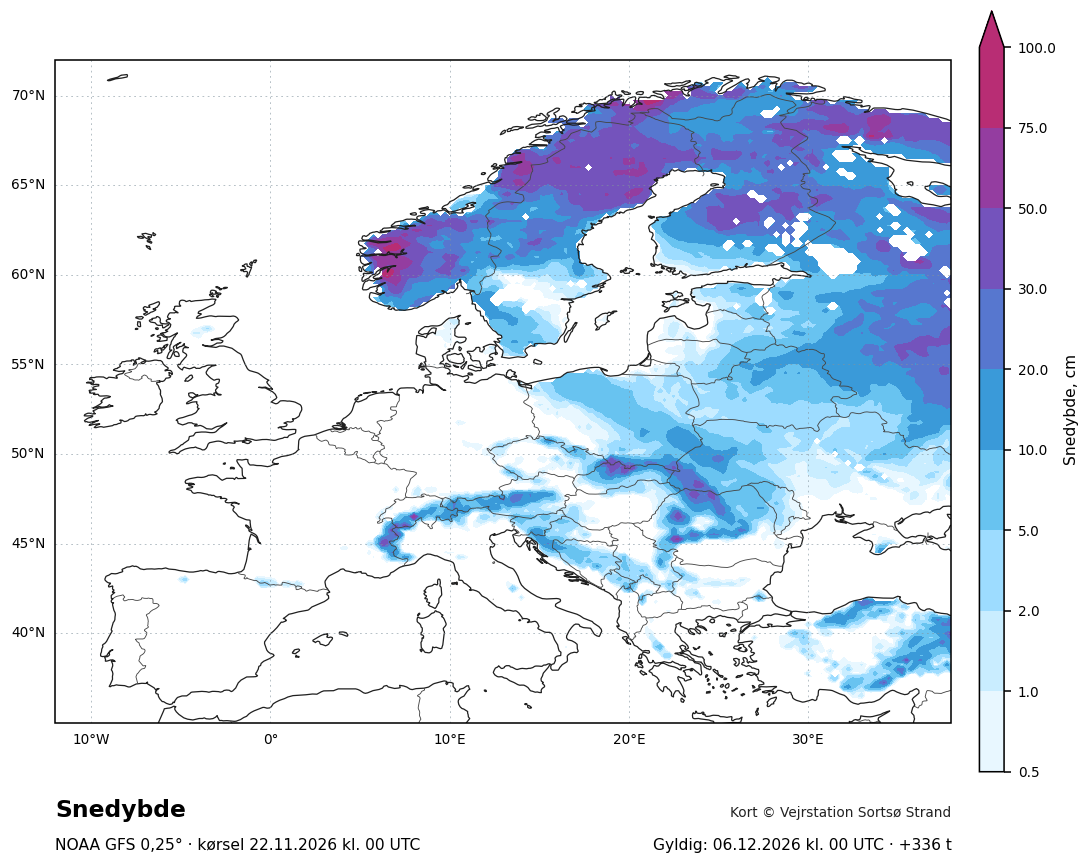 100.0
75.0
50.0
30.0
20.0
10.0
5.0
2.0
1.0
0.5
Snedybde, cm
70°N
65°N
60°N
55°N
50°N
45°N
40°N
10°W 0° 10°E 20°E 30°E
Snedybde
Kort © Vejrstation Sortsø Strand
NOAA GFS 0,25° · kørsel 22.11.2026 kl. 00 UTC
Gyldig: 06.12.2026 kl. 00 UTC · +336 t